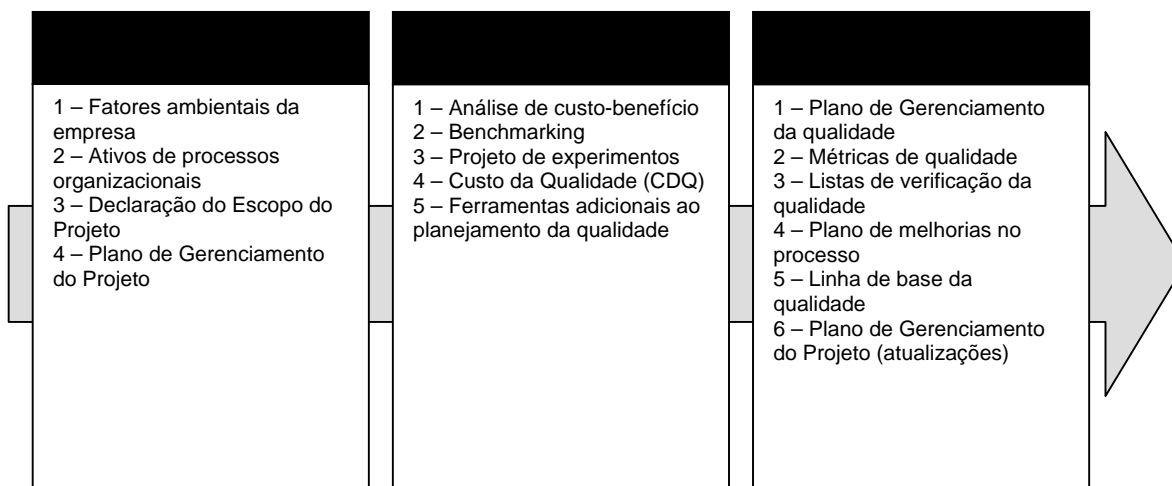 1 – Fatores ambientais da
empresa
2 – Ativos de processos
organizacionais
3 – Declaração do Escopo do
Projeto
4 – Plano de Gerenciamento
do Projeto
1 – Análise de custo-benefício
2 – Benchmarking
3 – Projeto de experimentos
4 – Custo da Qualidade (CDQ)
5 – Ferramentas adicionais ao
planejamento da qualidade
1 – Plano de Gerenciamento
da qualidade
2 – Métricas de qualidade
3 – Listas de verificação da
qualidade
4 – Plano de melhorias no
processo
5 – Linha de base da
qualidade
6 – Plano de Gerenciamento
do Projeto (atualizações)